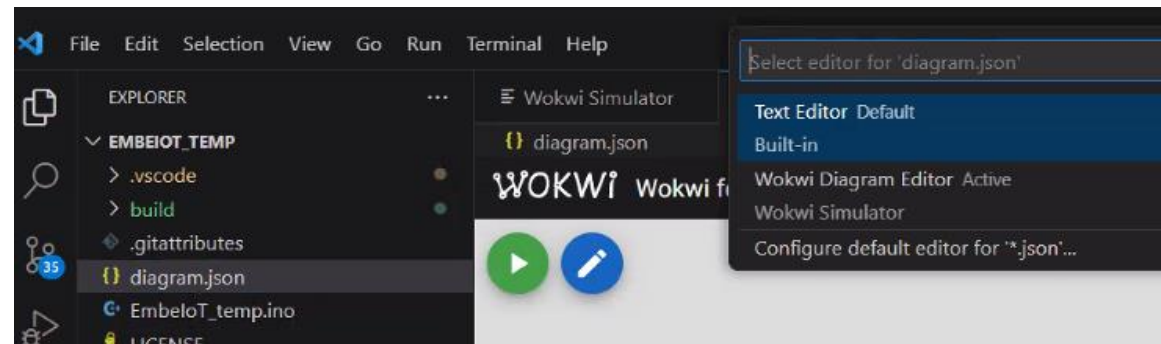 File Edit Selection View Go Run Terminal Help
Select editor for 'diagram.json'
Text Editor Default
Built-in
Wokwi Diagram Editor Active
Wokwi Simulator
Configure default editor for '*.json'...
EXPLORER ...
EMBEIOT_TEMP
.vscode
build
.gitattributes
{} diagram.json
EmbeIoT_temp.ino
LICENSE
35
Wokwi Simulator
{} diagram.json
WOKWI Wokwi